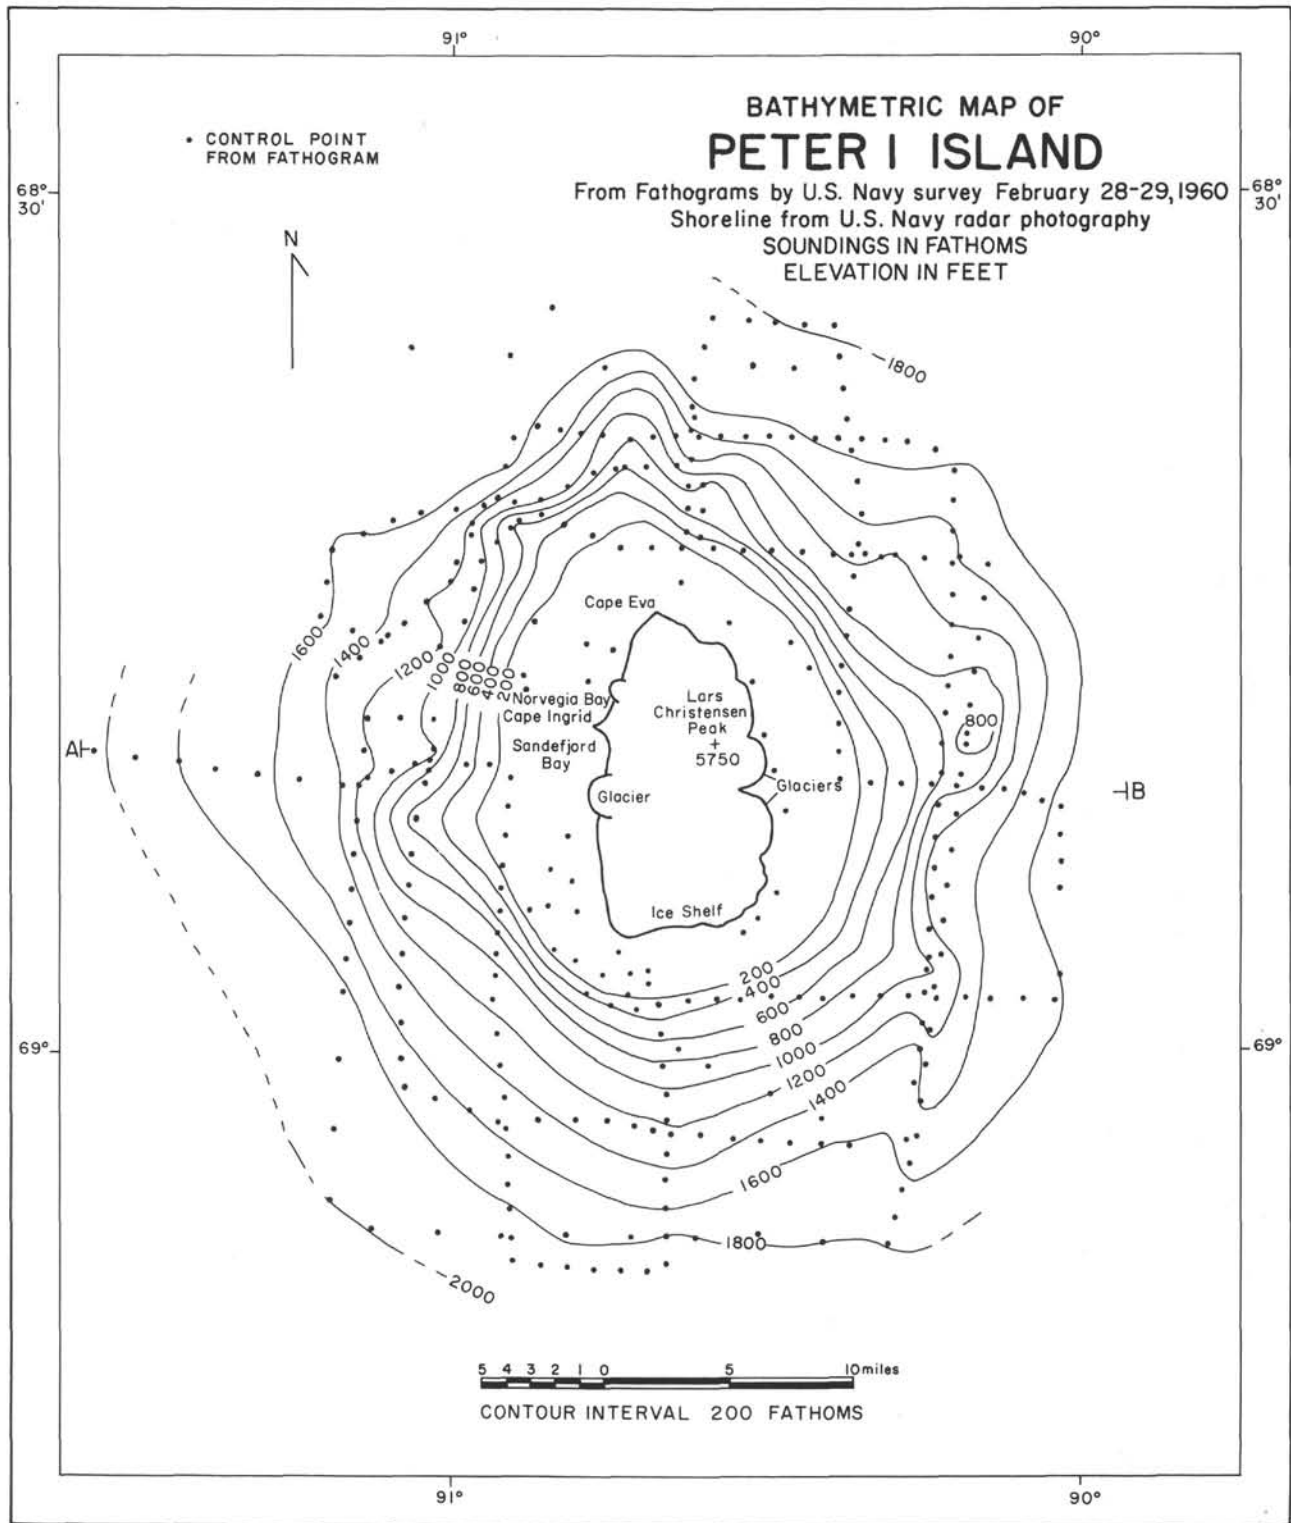 91°
90°
BATHYMETRIC MAP OF
PETER I ISLAND
From Fathograms by U.S. Navy survey February 28-29, 1960
Shoreline from U.S. Navy radar photography
SOUNDINGS IN FATHOMS
ELEVATION IN FEET
• CONTROL POINT
FROM FATHOGRAM
68°
30'
68°
30'
N
1800
Cape Eva
1600
1400
1200
1000
800
600
400
200
Norvegia Bay
Cape Ingrid
Sandefjord
Bay
Lars
Christensen
Peak
+
5750
800
A
B
Glacier
Glaciers
Ice Shelf
200
400
600
800
1000
1200
1400
1600
1800
2000
69°
69°
5 4 3 2 1 0 5 10 miles
CONTOUR INTERVAL 200 FATHOMS
91°
90°